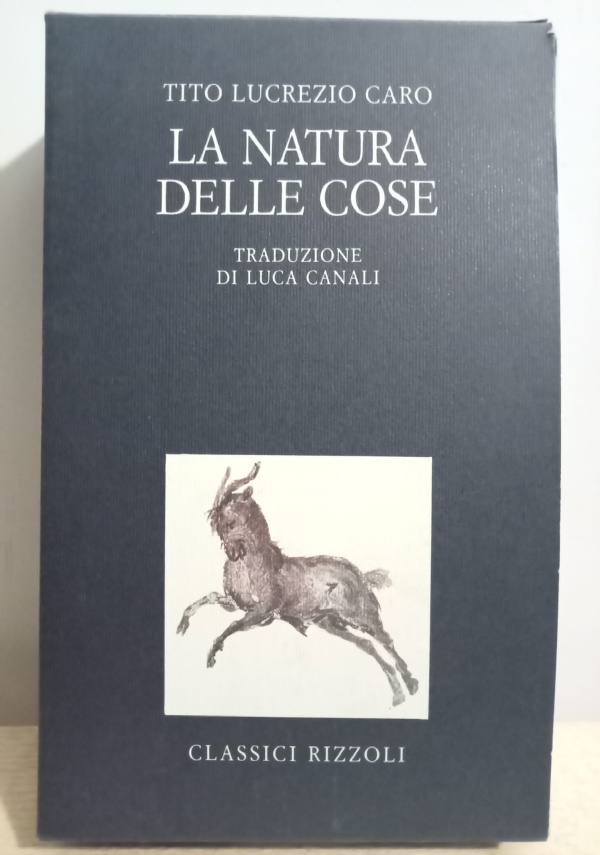 TITO LUCREZIO CARO
LA NATURA
DELLE COSE
TRADUZIONE
DI LUCA CANALI
CLASSICI RIZZOLI